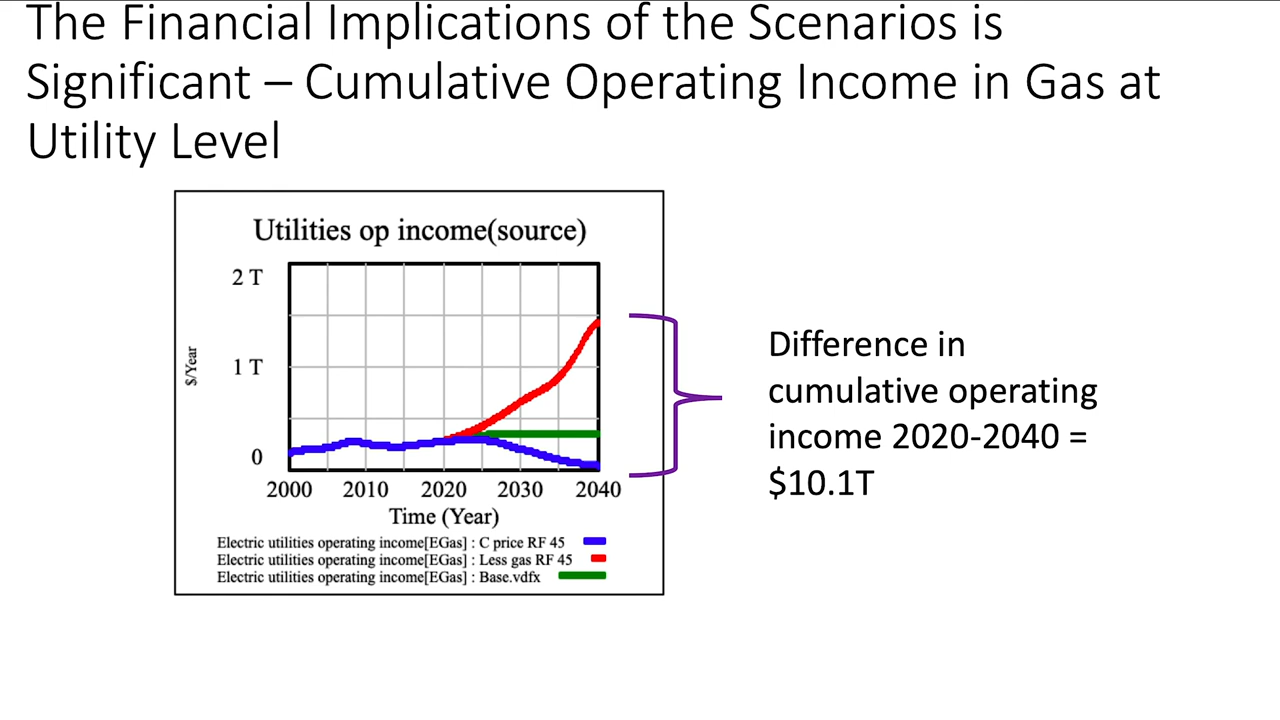 The Financial Implications of the Scenarios is
Significant – Cumulative Operating Income in Gas at
Utility Level
Utilities op income(source)
2 T
1 T
0
$/Year
2000 2010 2020 2030 2040
Time (Year)
Electric utilities operating income[EGas] : C price RF 45
Electric utilities operating income[EGas] : Less gas RF 45
Electric utilities operating income[EGas] : Base.vdfx
Difference in
cumulative operating
income 2020-2040 =
$10.1T